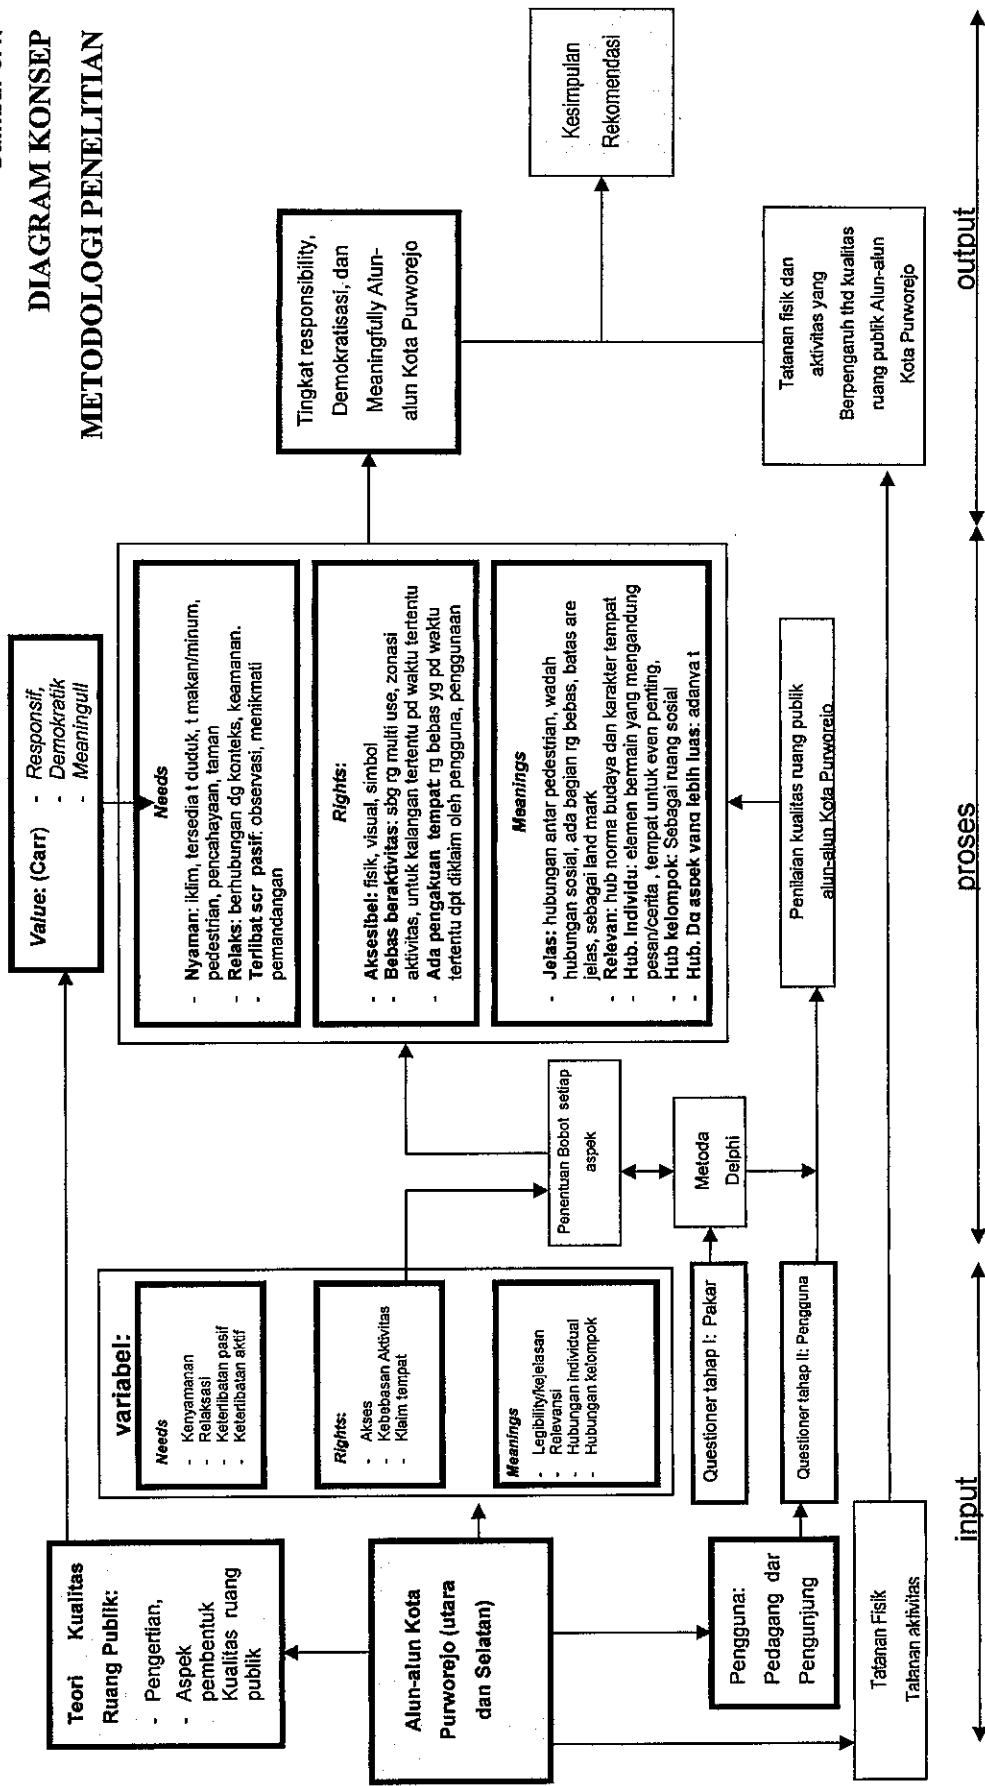 DIAGRAM KONSEP
METODOLOGI PENELITIAN
Teori Kualitas
Ruang Publik:
- Pengertian,
- Aspek
pembentuk
Kualitas ruang
publik
Alun-alun Kota
Purworejo (utara
dan Selatan)
Pengguna:
Pedagang dar
Pengunjung
Tatanan Fisik
Tatanan aktivitas
variabel:
Needs
- Kenyamanan
- Relaksasi
- Keterlibatan pasif
- Keterlibatan aktif
Rights:
- Akses
- Kebebasan Aktivitas
- Klaim tempat
Meanings
- Legibility/kejelasan
- Relevansi
- Hubungan individual
- Hubungan kelompok
Questioner tahap I: Pakar
Questioner tahap II: Pengguna
Penentuan Bobot setiap
aspek
Metoda
Delphi
Value: (Carr) - Responsif,
- Demokratik
- Meaningull
Needs
- Nyaman: iklim, tersedia t duduk, t makan/minum,
pedestrian, pencahayaan, taman
- Relaks: berhubungan dg konteks, keamanan.
- Terlibat scr pasif: observasi, menikmati
pemandangan
Rights:
- Aksesibel: fisik, visual, simbol
- Bebas beraktivitas: sbg rg multi use, zonasi
aktivitas, untuk kalangan tertentu pd waktu tertentu
- Ada pengakuan tempat: rg bebas yg pd waktu
tertentu dpt diklaim oleh pengguna, penggunaan
Meanings
- Jelas: hubungan antar pedestrian, wadah
hubungan sosial, ada bagian rg bebas, batas are
jelas, sebagai land mark
- Relevan: hub norma budaya dan karakter tempat
- Hub. Individu: elemen bermain yang mengandung
pesan/cerita , tempat untuk even penting,
- Hub kelompok: Sebagai ruang sosial
- Hub. Dg aspek yang lebih luas: adanya t
Penilaian kualitas ruang publik
alun-alun Kota Purworejo
Tingkat responsibility,
Demokratisasi, dan
Meaningfully Alun-
alun Kota Purworejo
Tatanan fisik dan
aktivitas yang
Berpengaruh thd kualitas
ruang publik Alun-alun
Kota Purworejo
Kesimpulan
Rekomendasi
input
proses
output